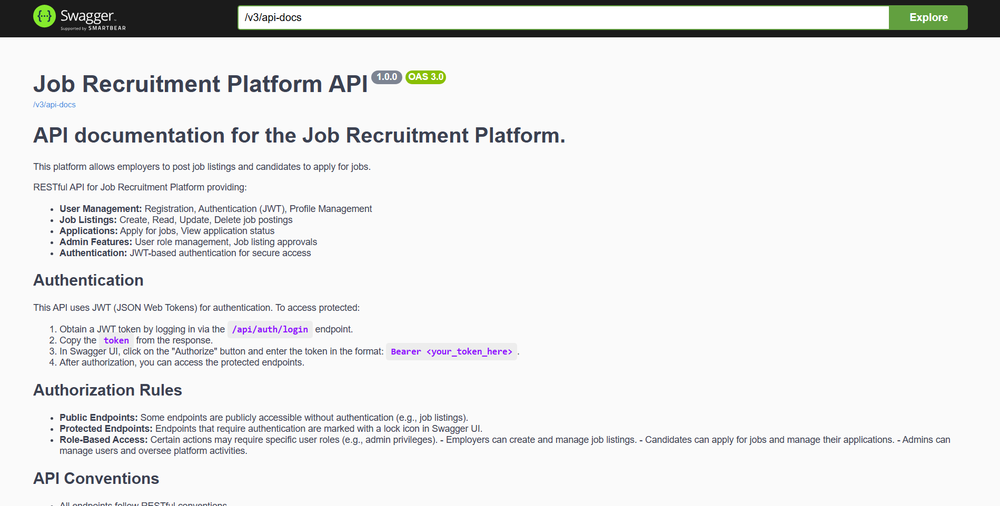 Swagger
Supported by SMARTBEAR
/v3/api-docs
Explore
Job Recruitment Platform API 1.0.0 OAS 3.0
/v3/api-docs
API documentation for the Job Recruitment Platform.
This platform allows employers to post job listings and candidates to apply for jobs.
RESTful API for Job Recruitment Platform providing:
• User Management: Registration, Authentication (JWT), Profile Management
• Job Listings: Create, Read, Update, Delete job postings
• Applications: Apply for jobs, View application status
• Admin Features: User role management, Job listing approvals
• Authentication: JWT-based authentication for secure access
Authentication
This API uses JWT (JSON Web Tokens) for authentication. To access protected:
1. Obtain a JWT token by logging in via the /api/auth/login endpoint.
2. Copy the token from the response.
3. In Swagger UI, click on the "Authorize" button and enter the token in the format: Bearer <your_token_here>.
4. After authorization, you can access the protected endpoints.
Authorization Rules
• Public Endpoints: Some endpoints are publicly accessible without authentication (e.g., job listings).
• Protected Endpoints: Endpoints that require authentication are marked with a lock icon in Swagger UI.
• Role-Based Access: Certain actions may require specific user roles (e.g., admin privileges). - Employers can create and manage job listings. - Candidates can apply for jobs and manage their applications. - Admins can
manage users and oversee platform activities.
API Conventions
• All endpoints follow RESTful conventions